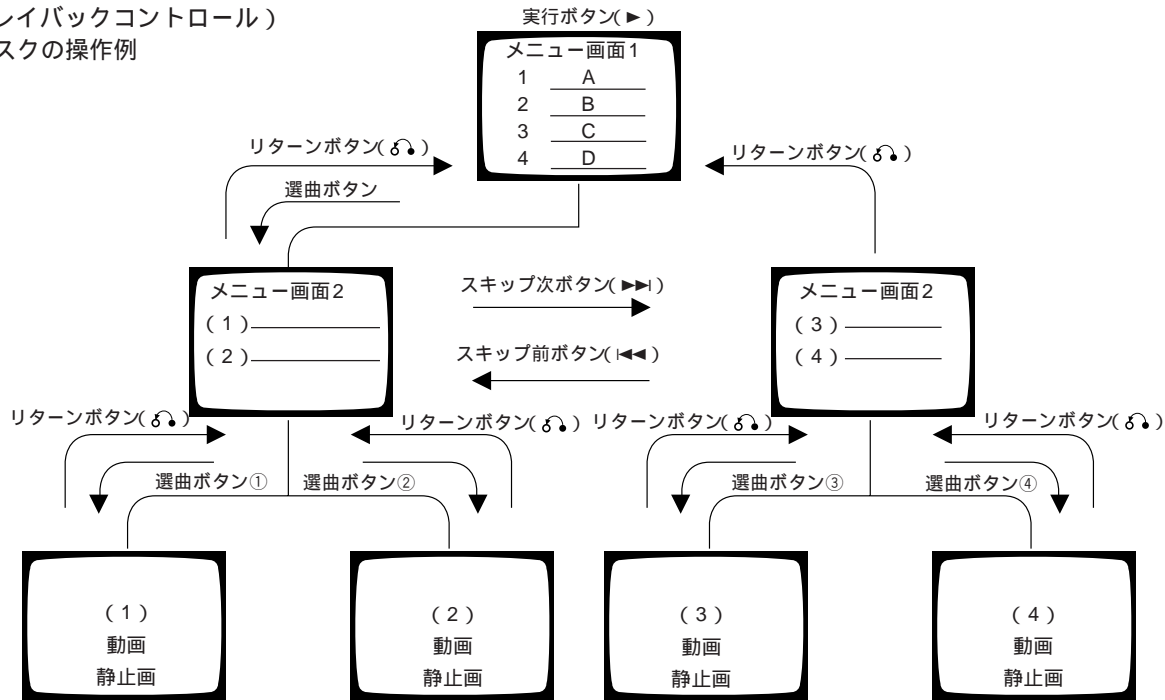 レイバックコントロール)
スクの操作例
実行ボタン(►)
メニュー画面1
1 A
2 B
3 C
4 D
リターンボタン( )
リターンボタン( )
選曲ボタン
メニュー画面2
(1)
(2)
スキップ次ボタン(►►I)
スキップ前ボタン(I◄◄)
メニュー画面2
(3)
(4)
リターンボタン( )
リターンボタン( )
リターンボタン( )
リターンボタン( )
選曲ボタン①
選曲ボタン②
選曲ボタン③
選曲ボタン④
(1)
動画
静止画
(2)
動画
静止画
(3)
動画
静止画
(4)
動画
静止画